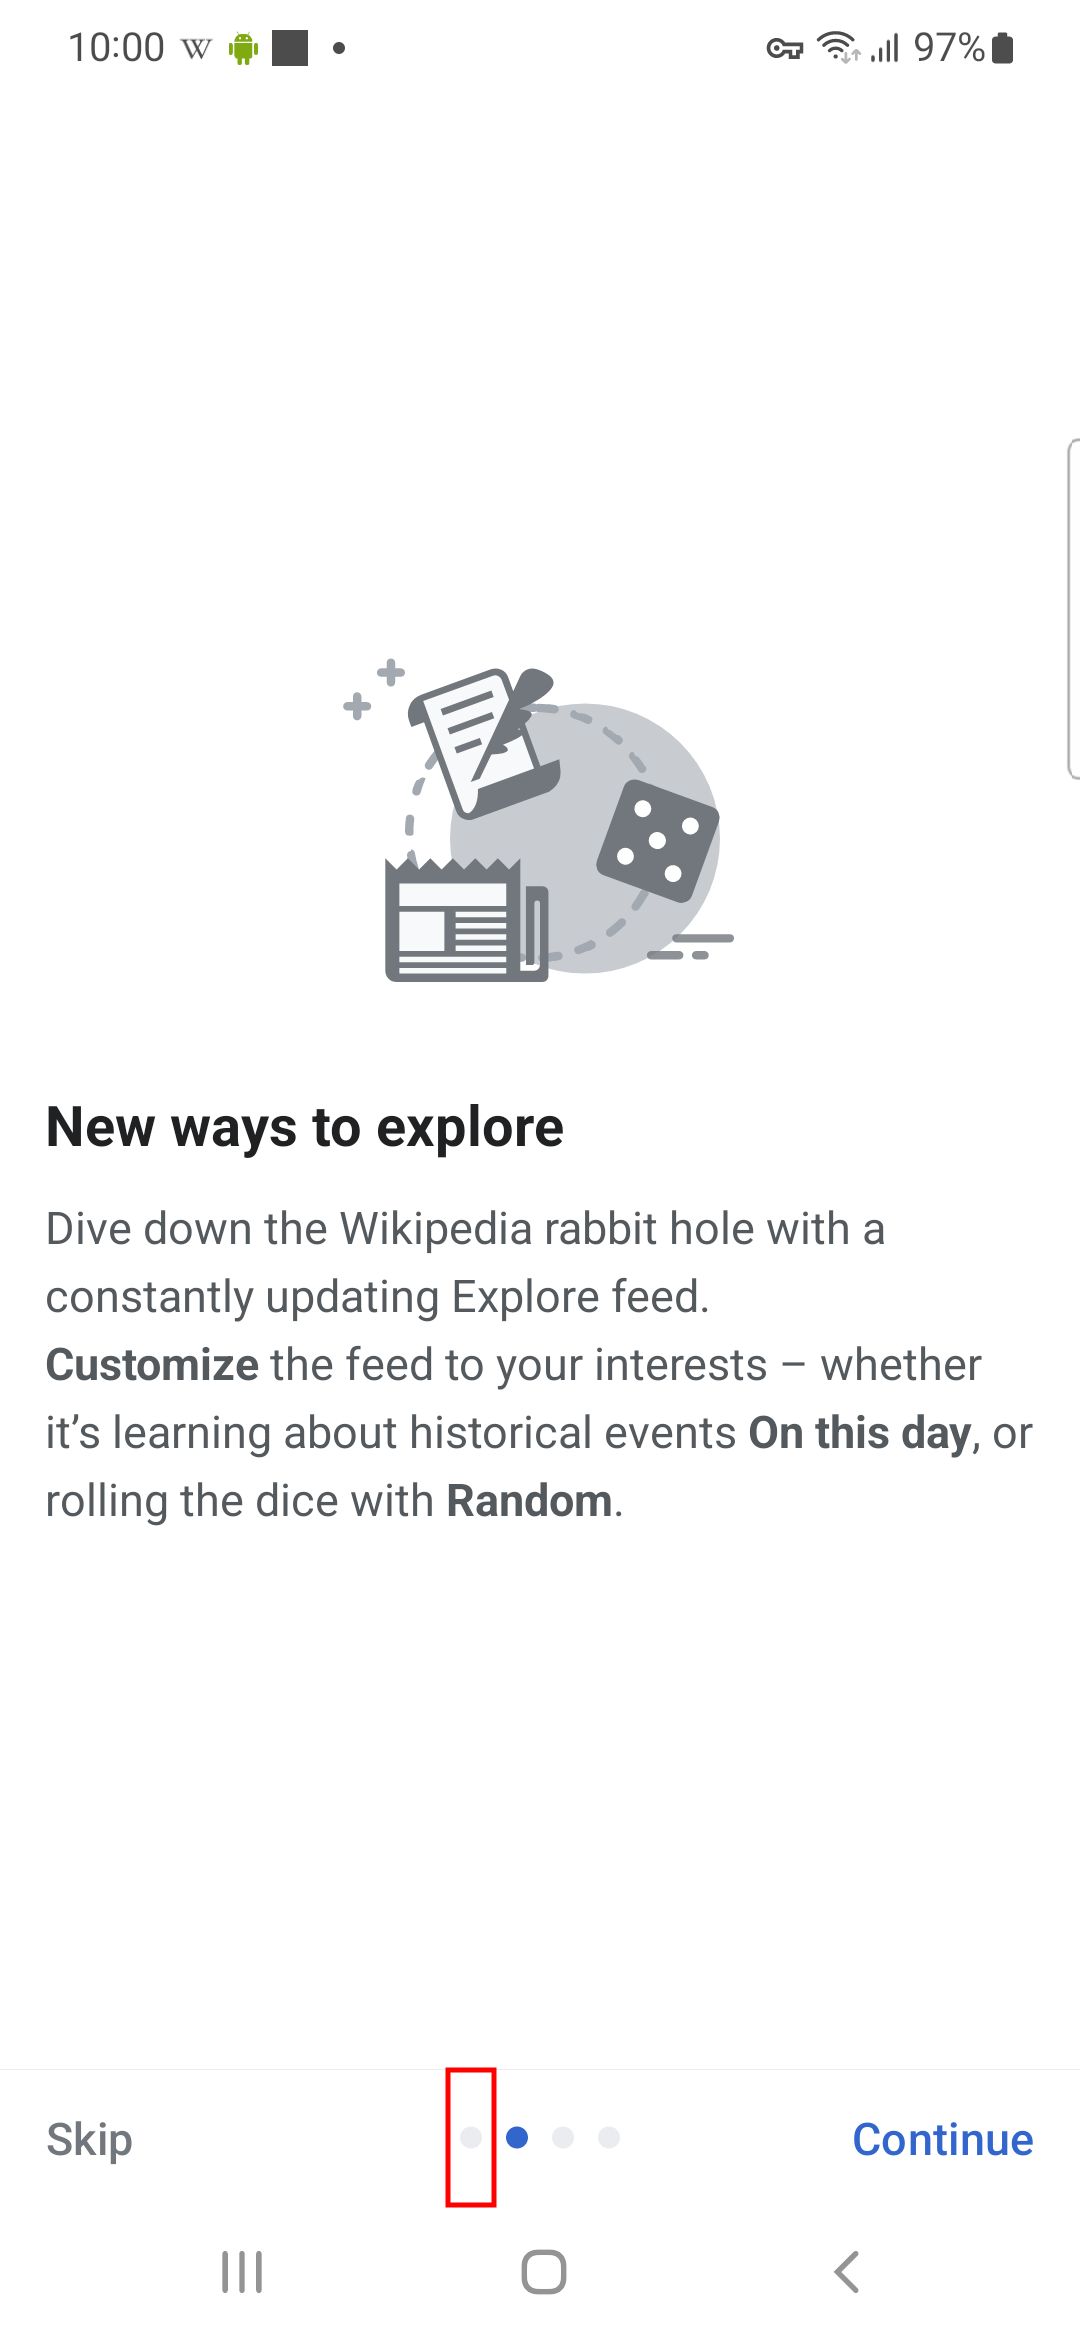 10:00 W 97%
New ways to explore
Dive down the Wikipedia rabbit hole with a
constantly updating Explore feed.
Customize the feed to your interests – whether
it’s learning about historical events On this day, or
rolling the dice with Random.
Skip Continue